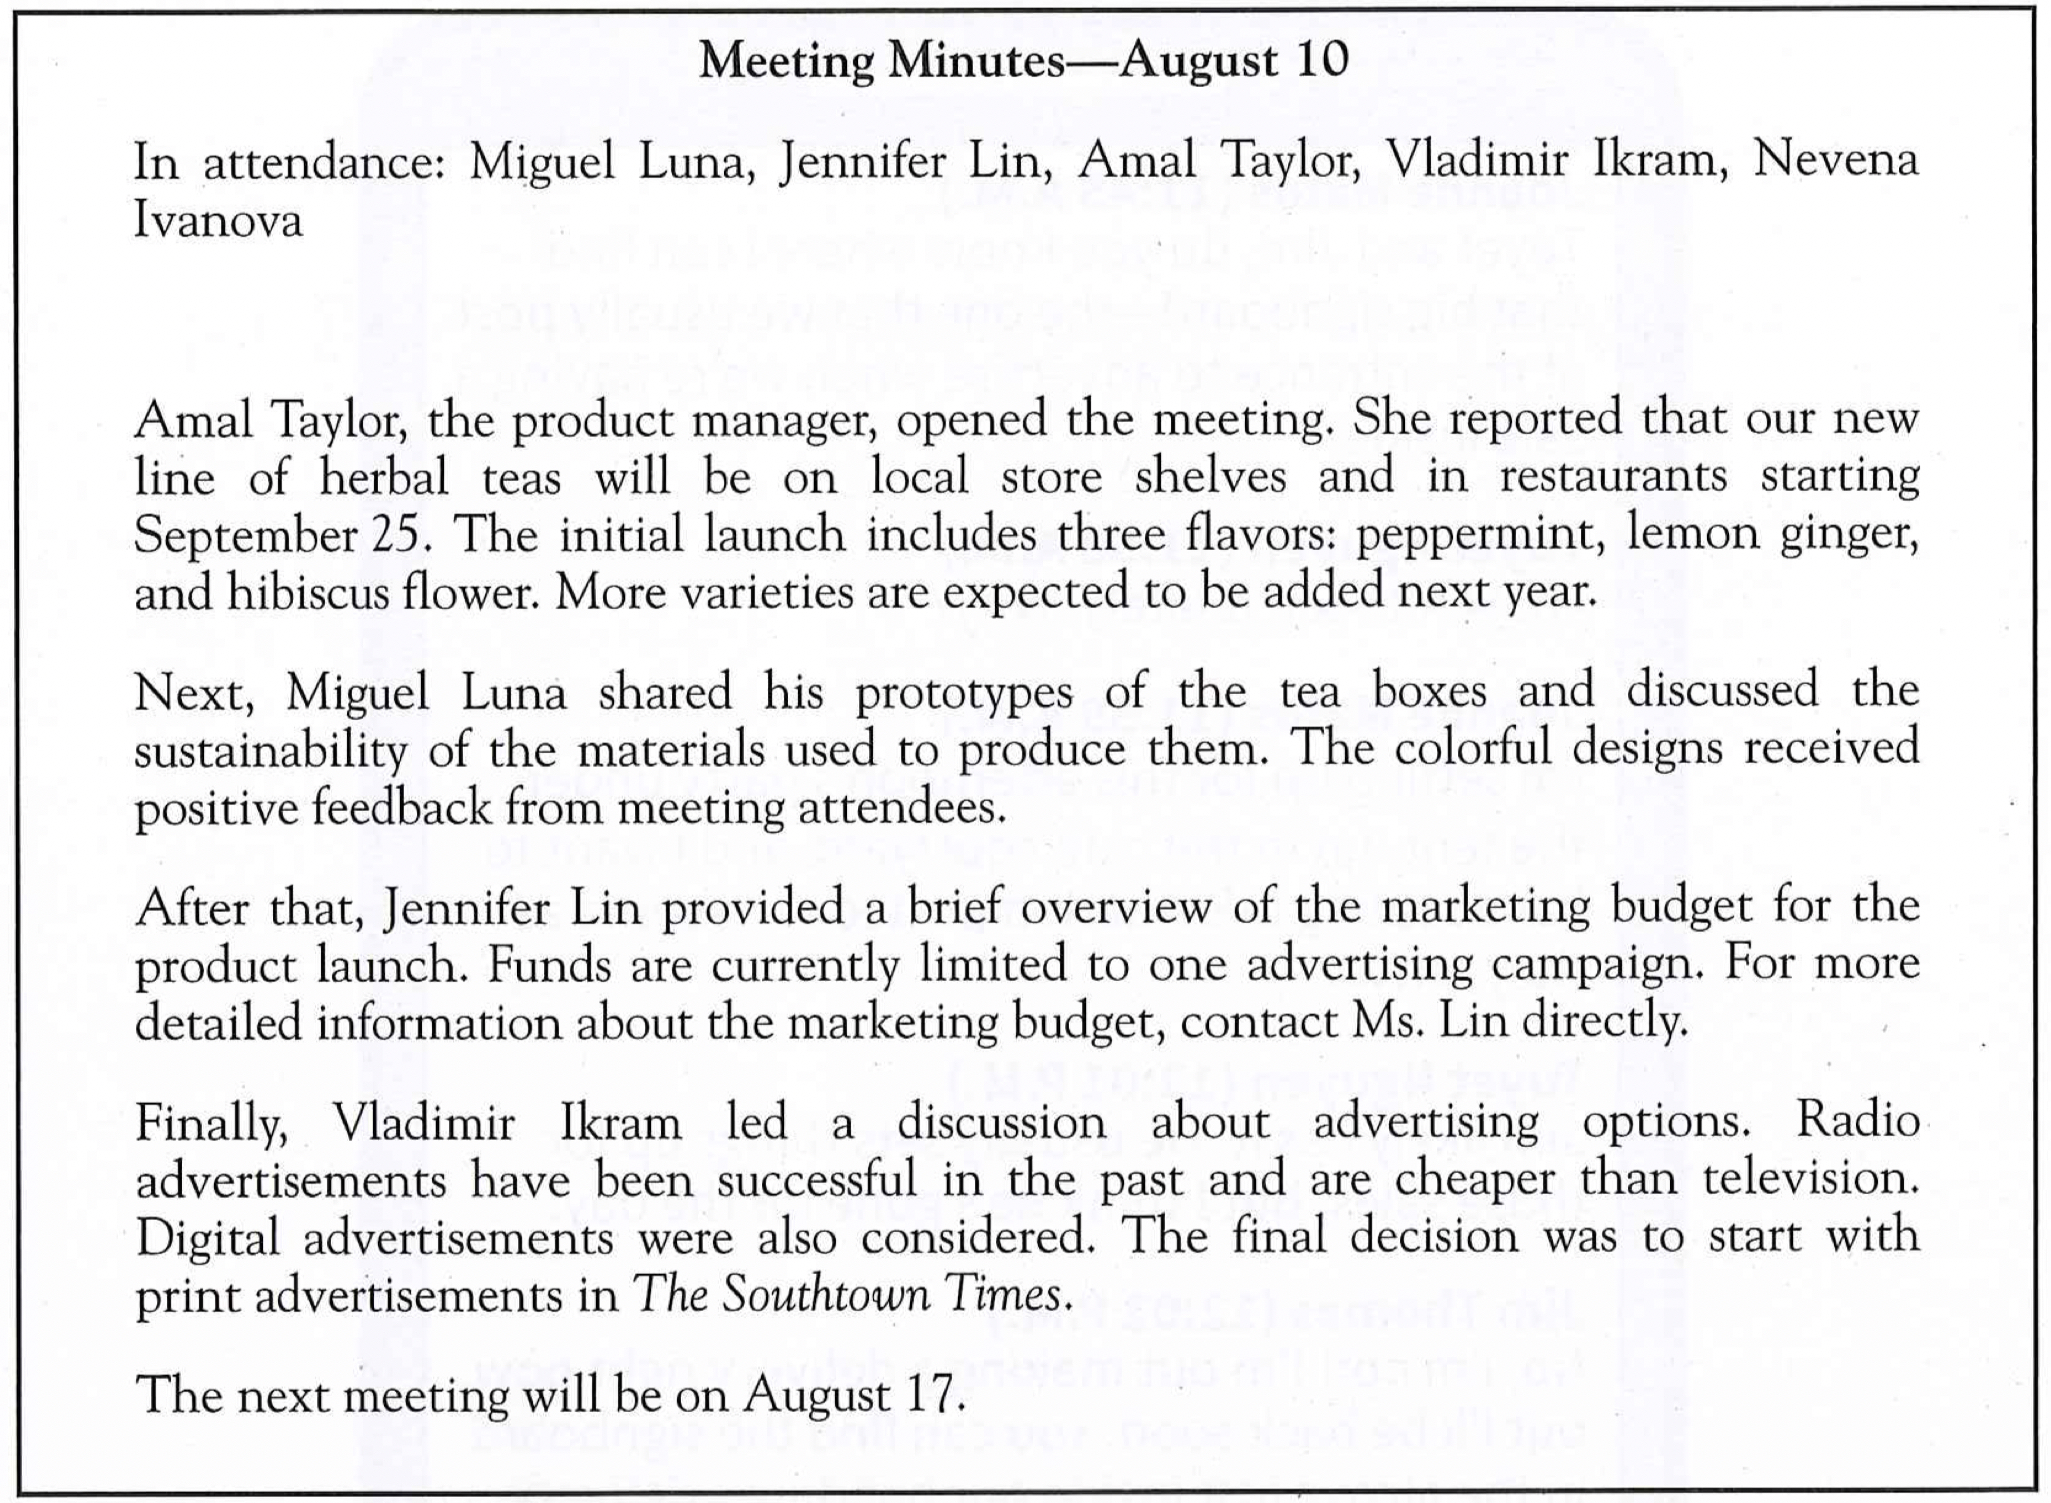 Meeting Minutes—August 10
In attendance: Miguel Luna, Jennifer Lin, Amal Taylor, Vladimir Ikram, Nevena
Ivanova
Amal Taylor, the product manager, opened the meeting. She reported that our new
line of herbal teas will be on local store shelves and in restaurants starting
September 25. The initial launch includes three flavors: peppermint, lemon ginger,
and hibiscus flower. More varieties are expected to be added next year.
Next, Miguel Luna shared his prototypes of the tea boxes and discussed the
sustainability of the materials used to produce them. The colorful designs received
positive feedback from meeting attendees.
After that, Jennifer Lin provided a brief overview of the marketing budget for the
product launch. Funds are currently limited to one advertising campaign. For more
detailed information about the marketing budget, contact Ms. Lin directly.
Finally, Vladimir Ikram led a discussion about advertising options. Radio
advertisements have been successful in the past and are cheaper than television.
Digital advertisements were also considered. The final decision was to start with
print advertisements in The Southtown Times.
The next meeting will be on August 17.